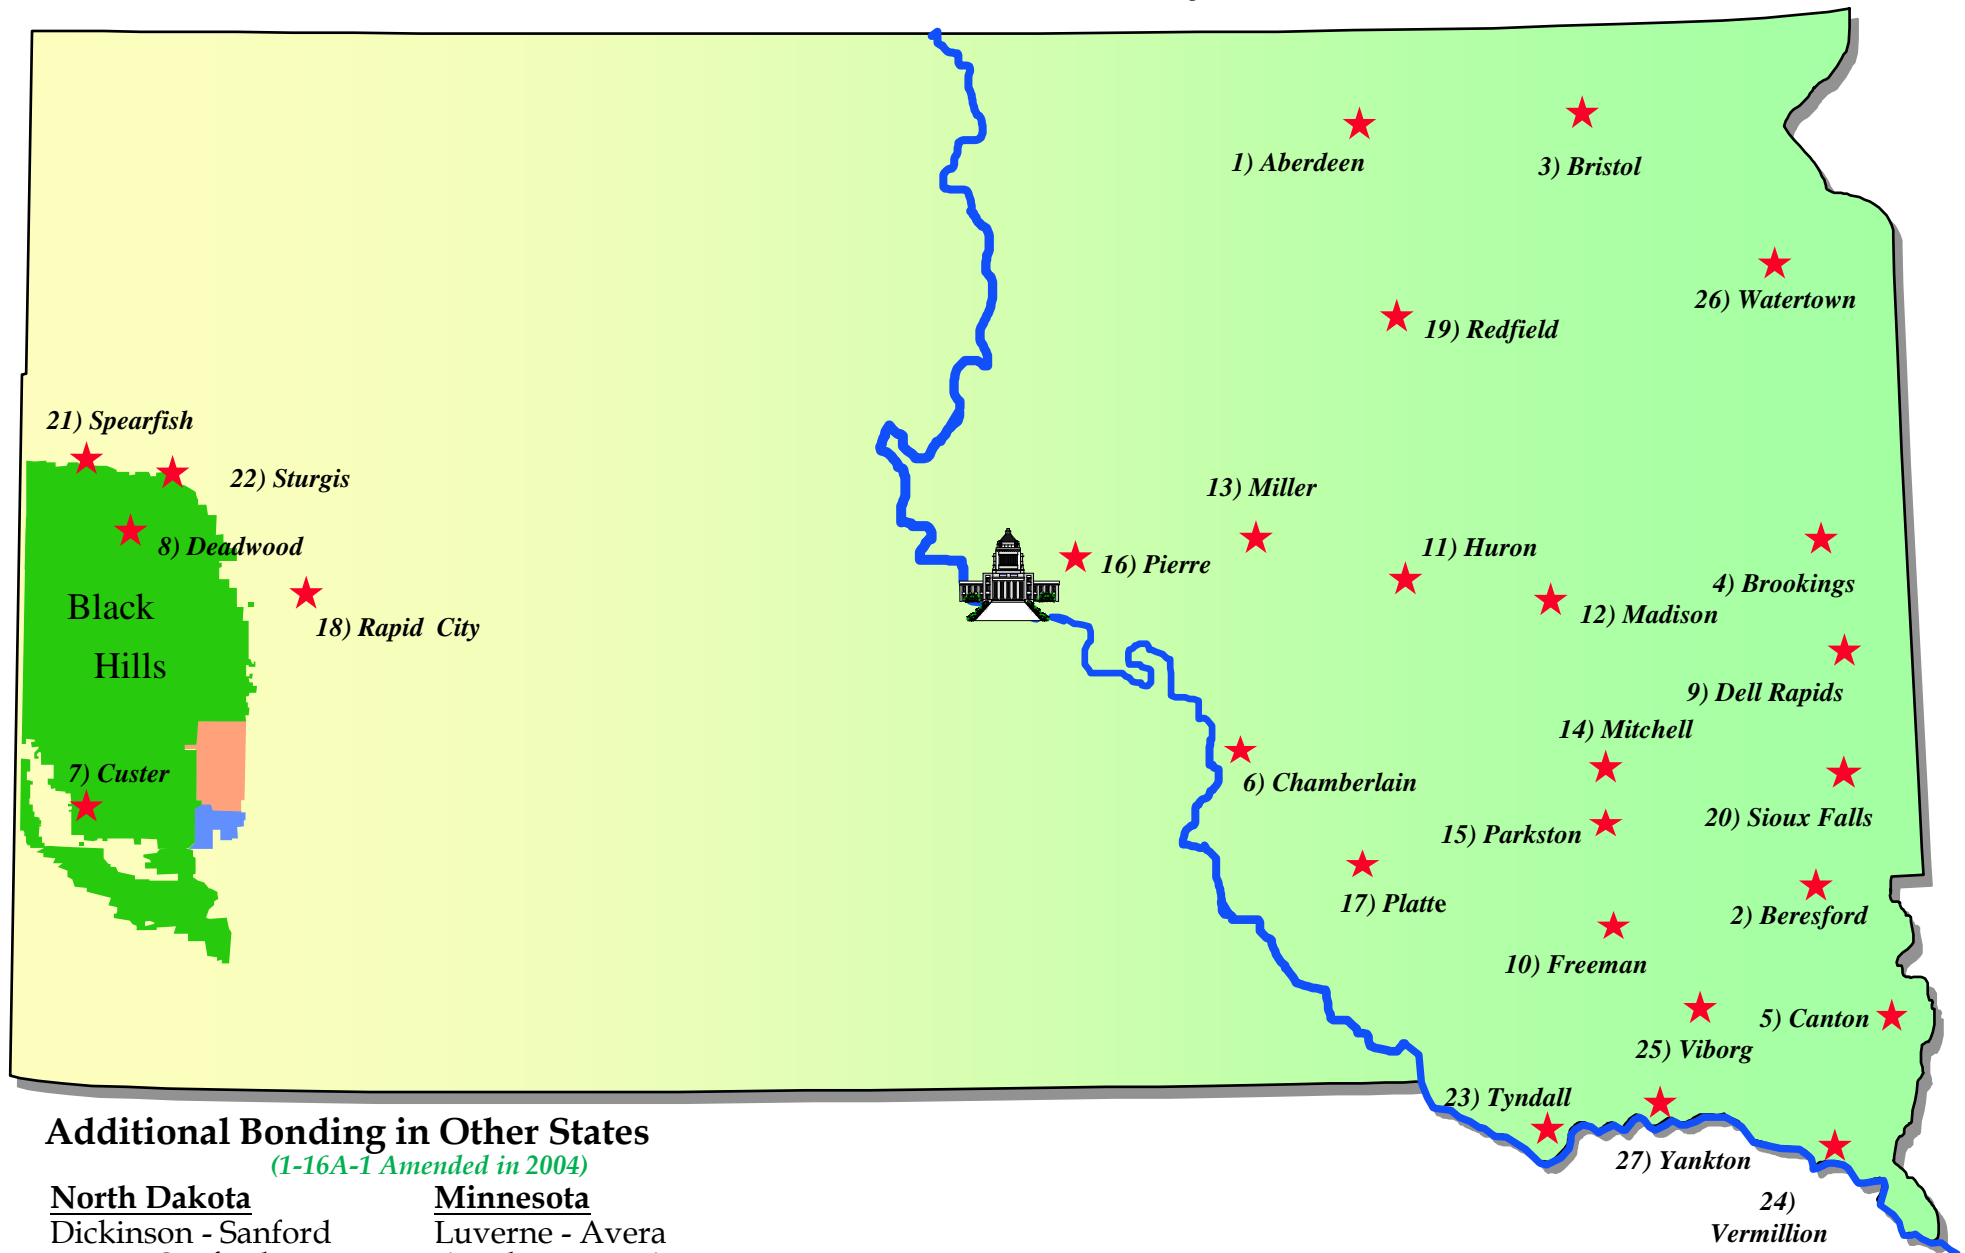 1) Aberdeen
3) Bristol
26) Watertown
19) Redfield
21) Spearfish
22) Sturgis
13) Miller
8) Deadwood
11) Huron
16) Pierre
4) Brookings
Black
12) Madison
18) Rapid City
Hills
9) Dell Rapids
14) Mitchell
7) Custer
6) Chamberlain
20) Sioux Falls
15) Parkston
17) Platte
2) Beresford
10) Freeman
5) Canton
25) Viborg
23) Tyndall
27) Yankton
24)
Vermillion
Additional Bonding in Other States
(1-16A-1 Amended in 2004)
North Dakota
Dickinson - Sanford
Minnesota
Luverne - Avera